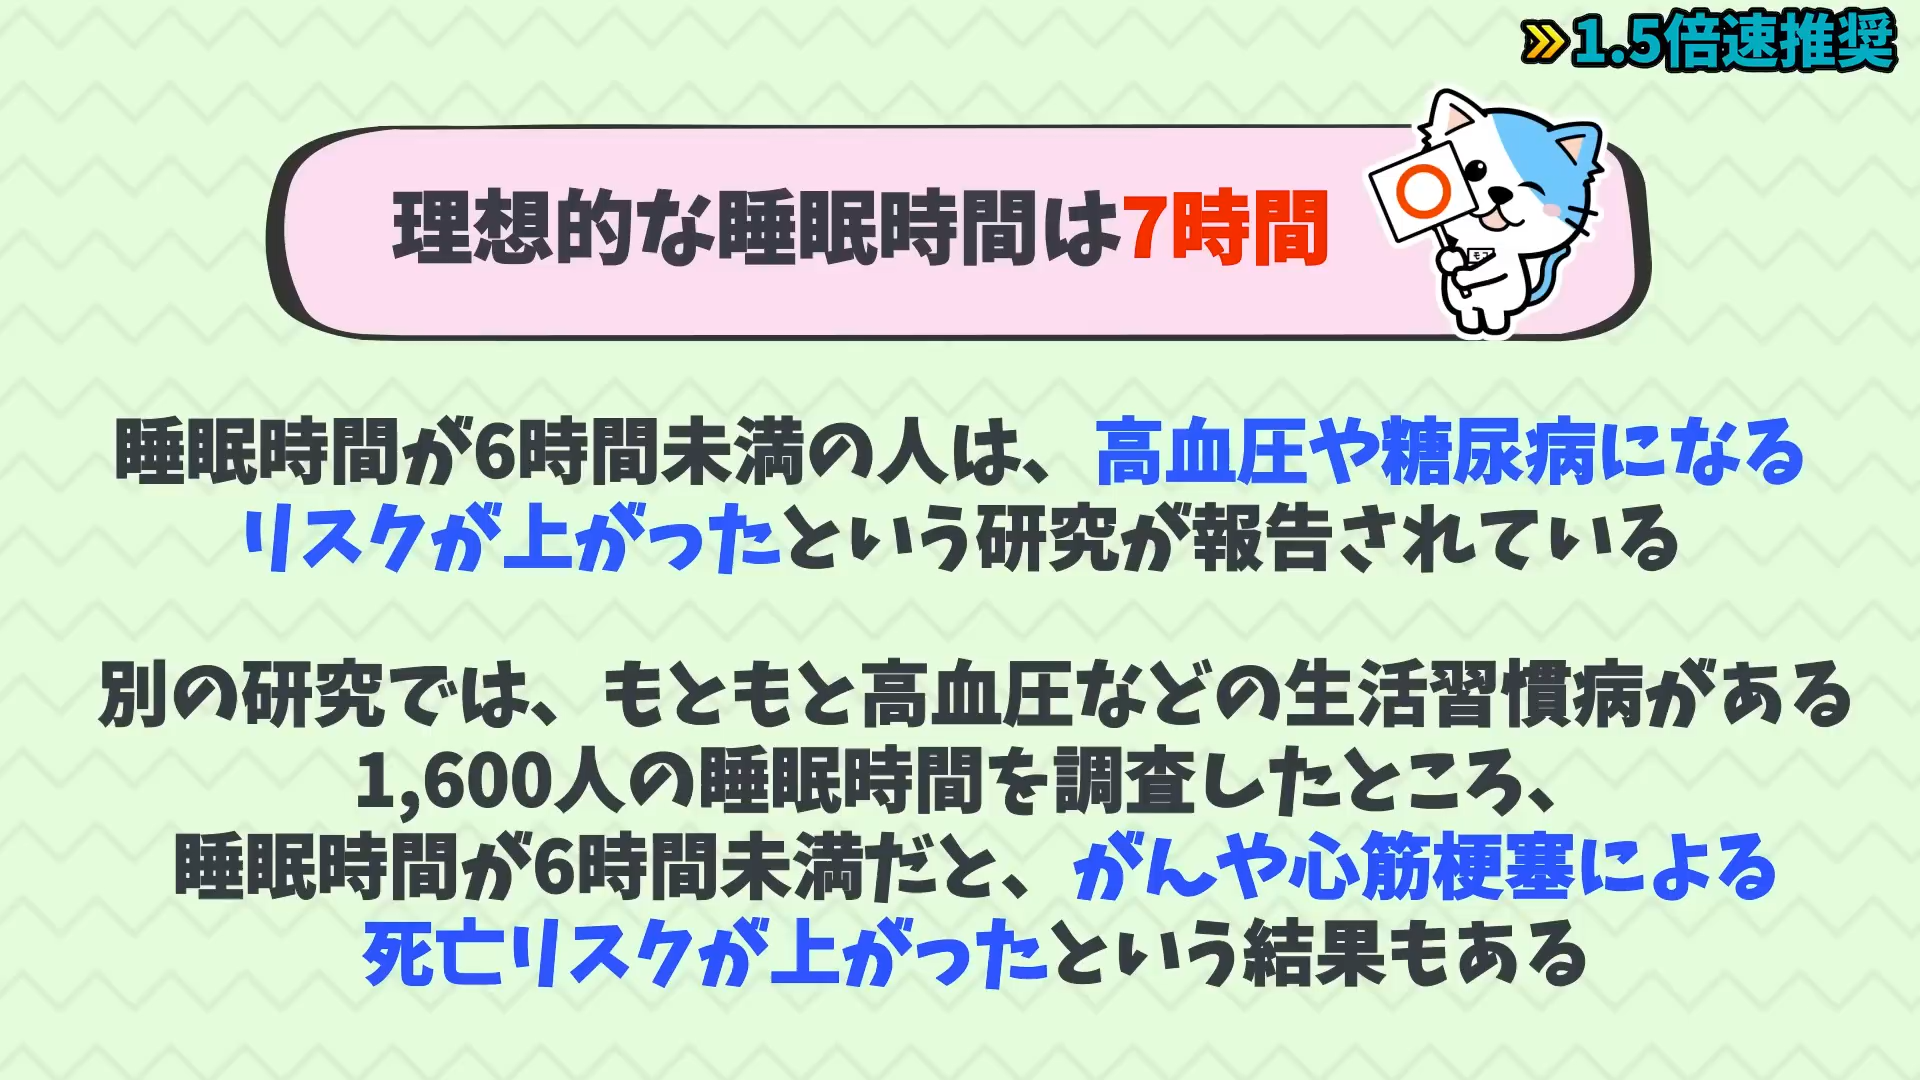 1.5倍速推奨
理想的な睡眠時間は7時間
睡眠時間が6時間未満の人は、高血圧や糖尿病になる
リスクが上がったという研究が報告されている
別の研究では、もともと高血圧などの生活習慣病がある
1,600人の睡眠時間を調査したところ、
睡眠時間が6時間未満だと、がんや心筋梗塞による
死亡リスクが上がったという結果もある